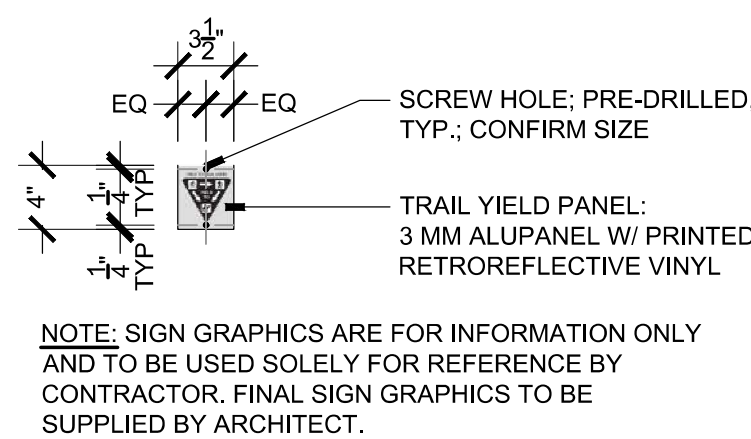 3 1/2"
EQ
EQ
SCREW HOLE; PRE-DRILLED,
TYP.; CONFIRM SIZE
4"
1/4" TYP
1/4" TYP
TRAIL YIELD PANEL:
3 MM ALUPANEL W/ PRINTED
RETROREFLECTIVE VINYL
NOTE: SIGN GRAPHICS ARE FOR INFORMATION ONLY
AND TO BE USED SOLELY FOR REFERENCE BY
CONTRACTOR. FINAL SIGN GRAPHICS TO BE
SUPPLIED BY ARCHITECT.